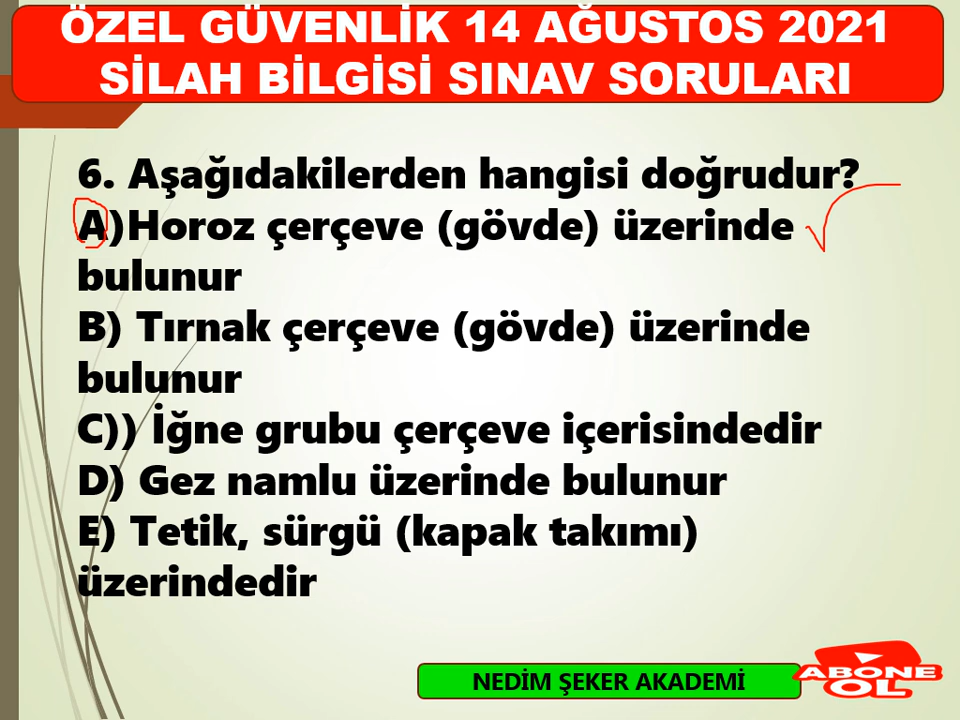 ÖZEL GÜVENLİK 14 AĞUSTOS 2021
SİLAH BİLGİSİ SINAV SORULARI
6. Aşağıdakilerden hangisi doğrudur?
A)Horoz çerçeve (gövde) üzerinde
bulunur
B) Tırnak çerçeve (gövde) üzerinde
bulunur
C)) İğne grubu çerçeve içerisindedir
D) Gez namlu üzerinde bulunur
E) Tetik, sürgü (kapak takımı)
üzerindedir
NEDİM ŞEKER AKADEMİ
ABONE
OL